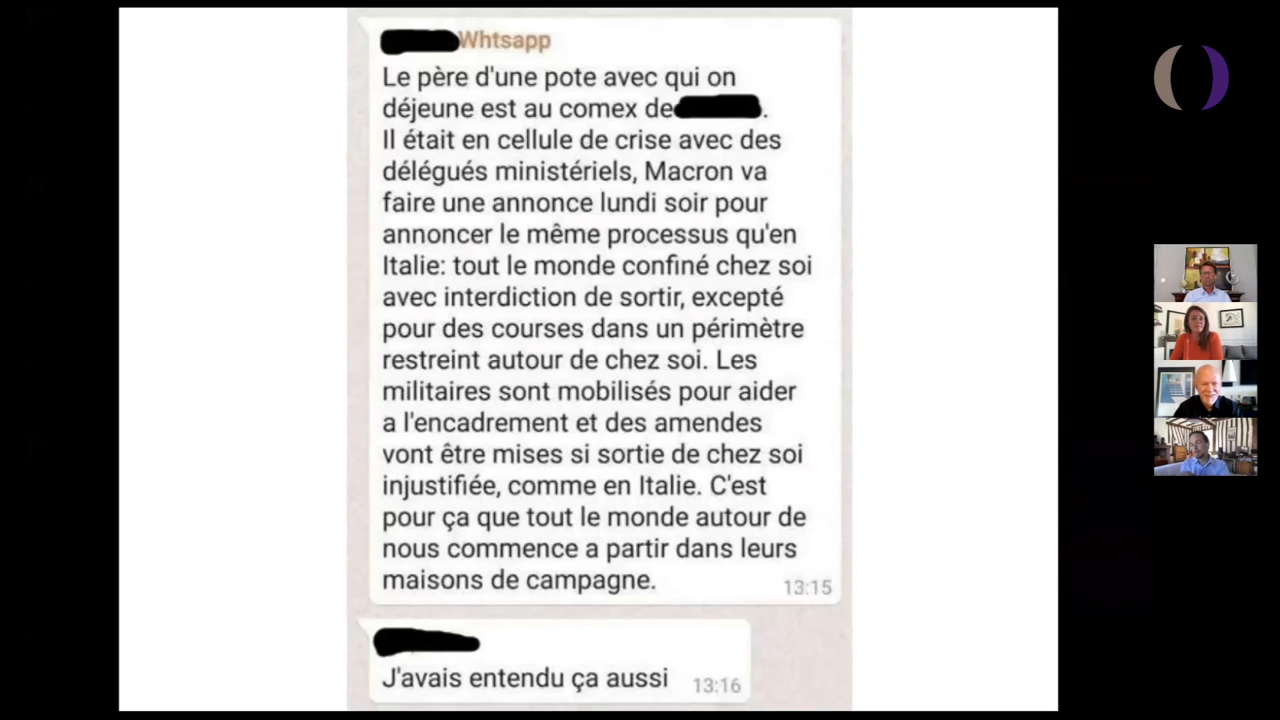 Whtsapp
Le père d'une pote avec qui on
déjeune est au comex de .
Il était en cellule de crise avec des
délégués ministériels, Macron va
faire une annonce lundi soir pour
annoncer le même processus qu'en
Italie: tout le monde confiné chez soi
avec interdiction de sortir, excepté
pour des courses dans un périmètre
restreint autour de chez soi. Les
militaires sont mobilisés pour aider
a l'encadrement et des amendes
vont être mises si sortie de chez soi
injustifiée, comme en Italie. C'est
pour ça que tout le monde autour de
nous commence a partir dans leurs
maisons de campagne.
13:15
J'avais entendu ça aussi
13:16